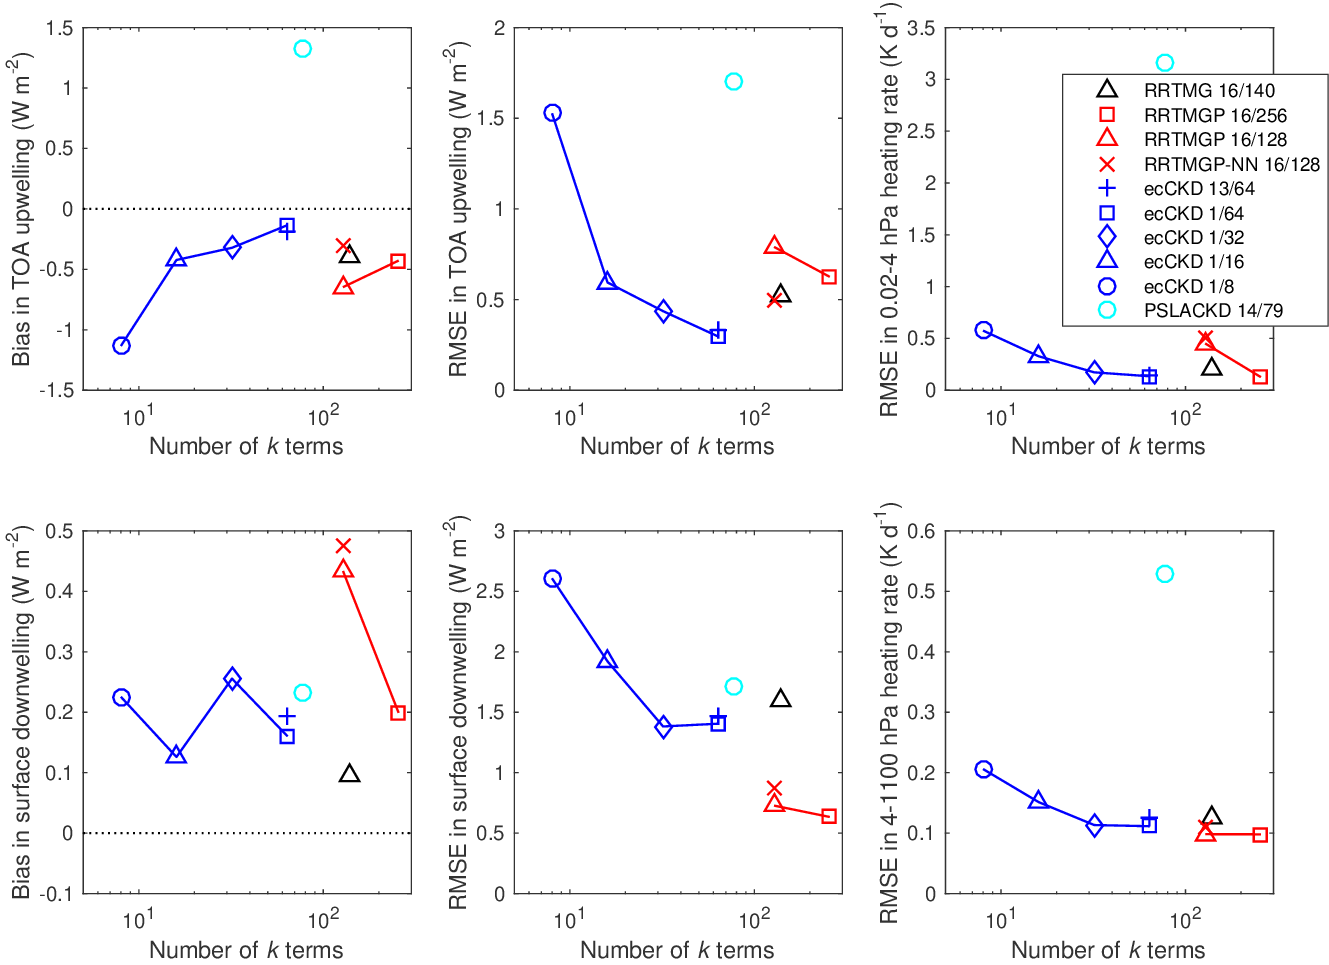 Bias in TOA upwelling (W m-2)
1.5
1
0.5
0
-0.5
-1
-1.5
10^1
10^2
Number of k terms
RMSE in TOA upwelling (W m-2)
2
1.5
1
0.5
0
10^1
10^2
Number of k terms
RMSE in 0.02-4 hPa heating rate (K d-1)
3.5
3
2.5
2
1.5
1
0.5
0
10^1
10^2
Number of k terms
RRTMG 16/140
RRTMGP 16/256
RRTMGP 16/128
RRTMGP-NN 16/128
ecCKD 13/64
ecCKD 1/64
ecCKD 1/32
ecCKD 1/16
ecCKD 1/8
PSLACKD 14/79
Bias in surface downwelling (W m-2)
0.5
0.4
0.3
0.2
0.1
0
-0.1
10^1
10^2
Number of k terms
RMSE in surface downwelling (W m-2)
3
2.5
2
1.5
1
0.5
0
10^1
10^2
Number of k terms
RMSE in 4-1100 hPa heating rate (K d-1)
0.6
0.5
0.4
0.3
0.2
0.1
0
10^1
10^2
Number of k terms